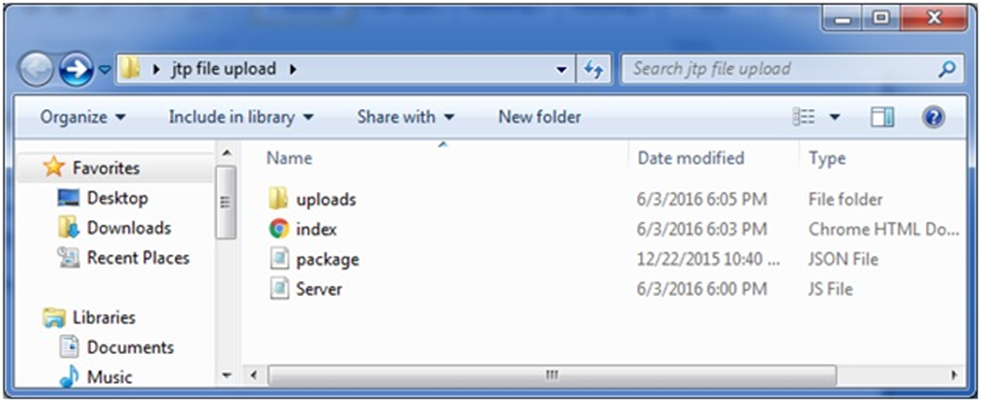 jtp file upload
Search jtp file upload
Organize Include in library Share with New folder
Favorites
Desktop
Downloads
Recent Places
Libraries
Documents
Music
Name Date modified Type
uploads 6/3/2016 6:05 PM File folder
index 6/3/2016 6:03 PM Chrome HTML Do...
package 12/22/2015 10:40 ... JSON File
Server 6/3/2016 6:00 PM JS File